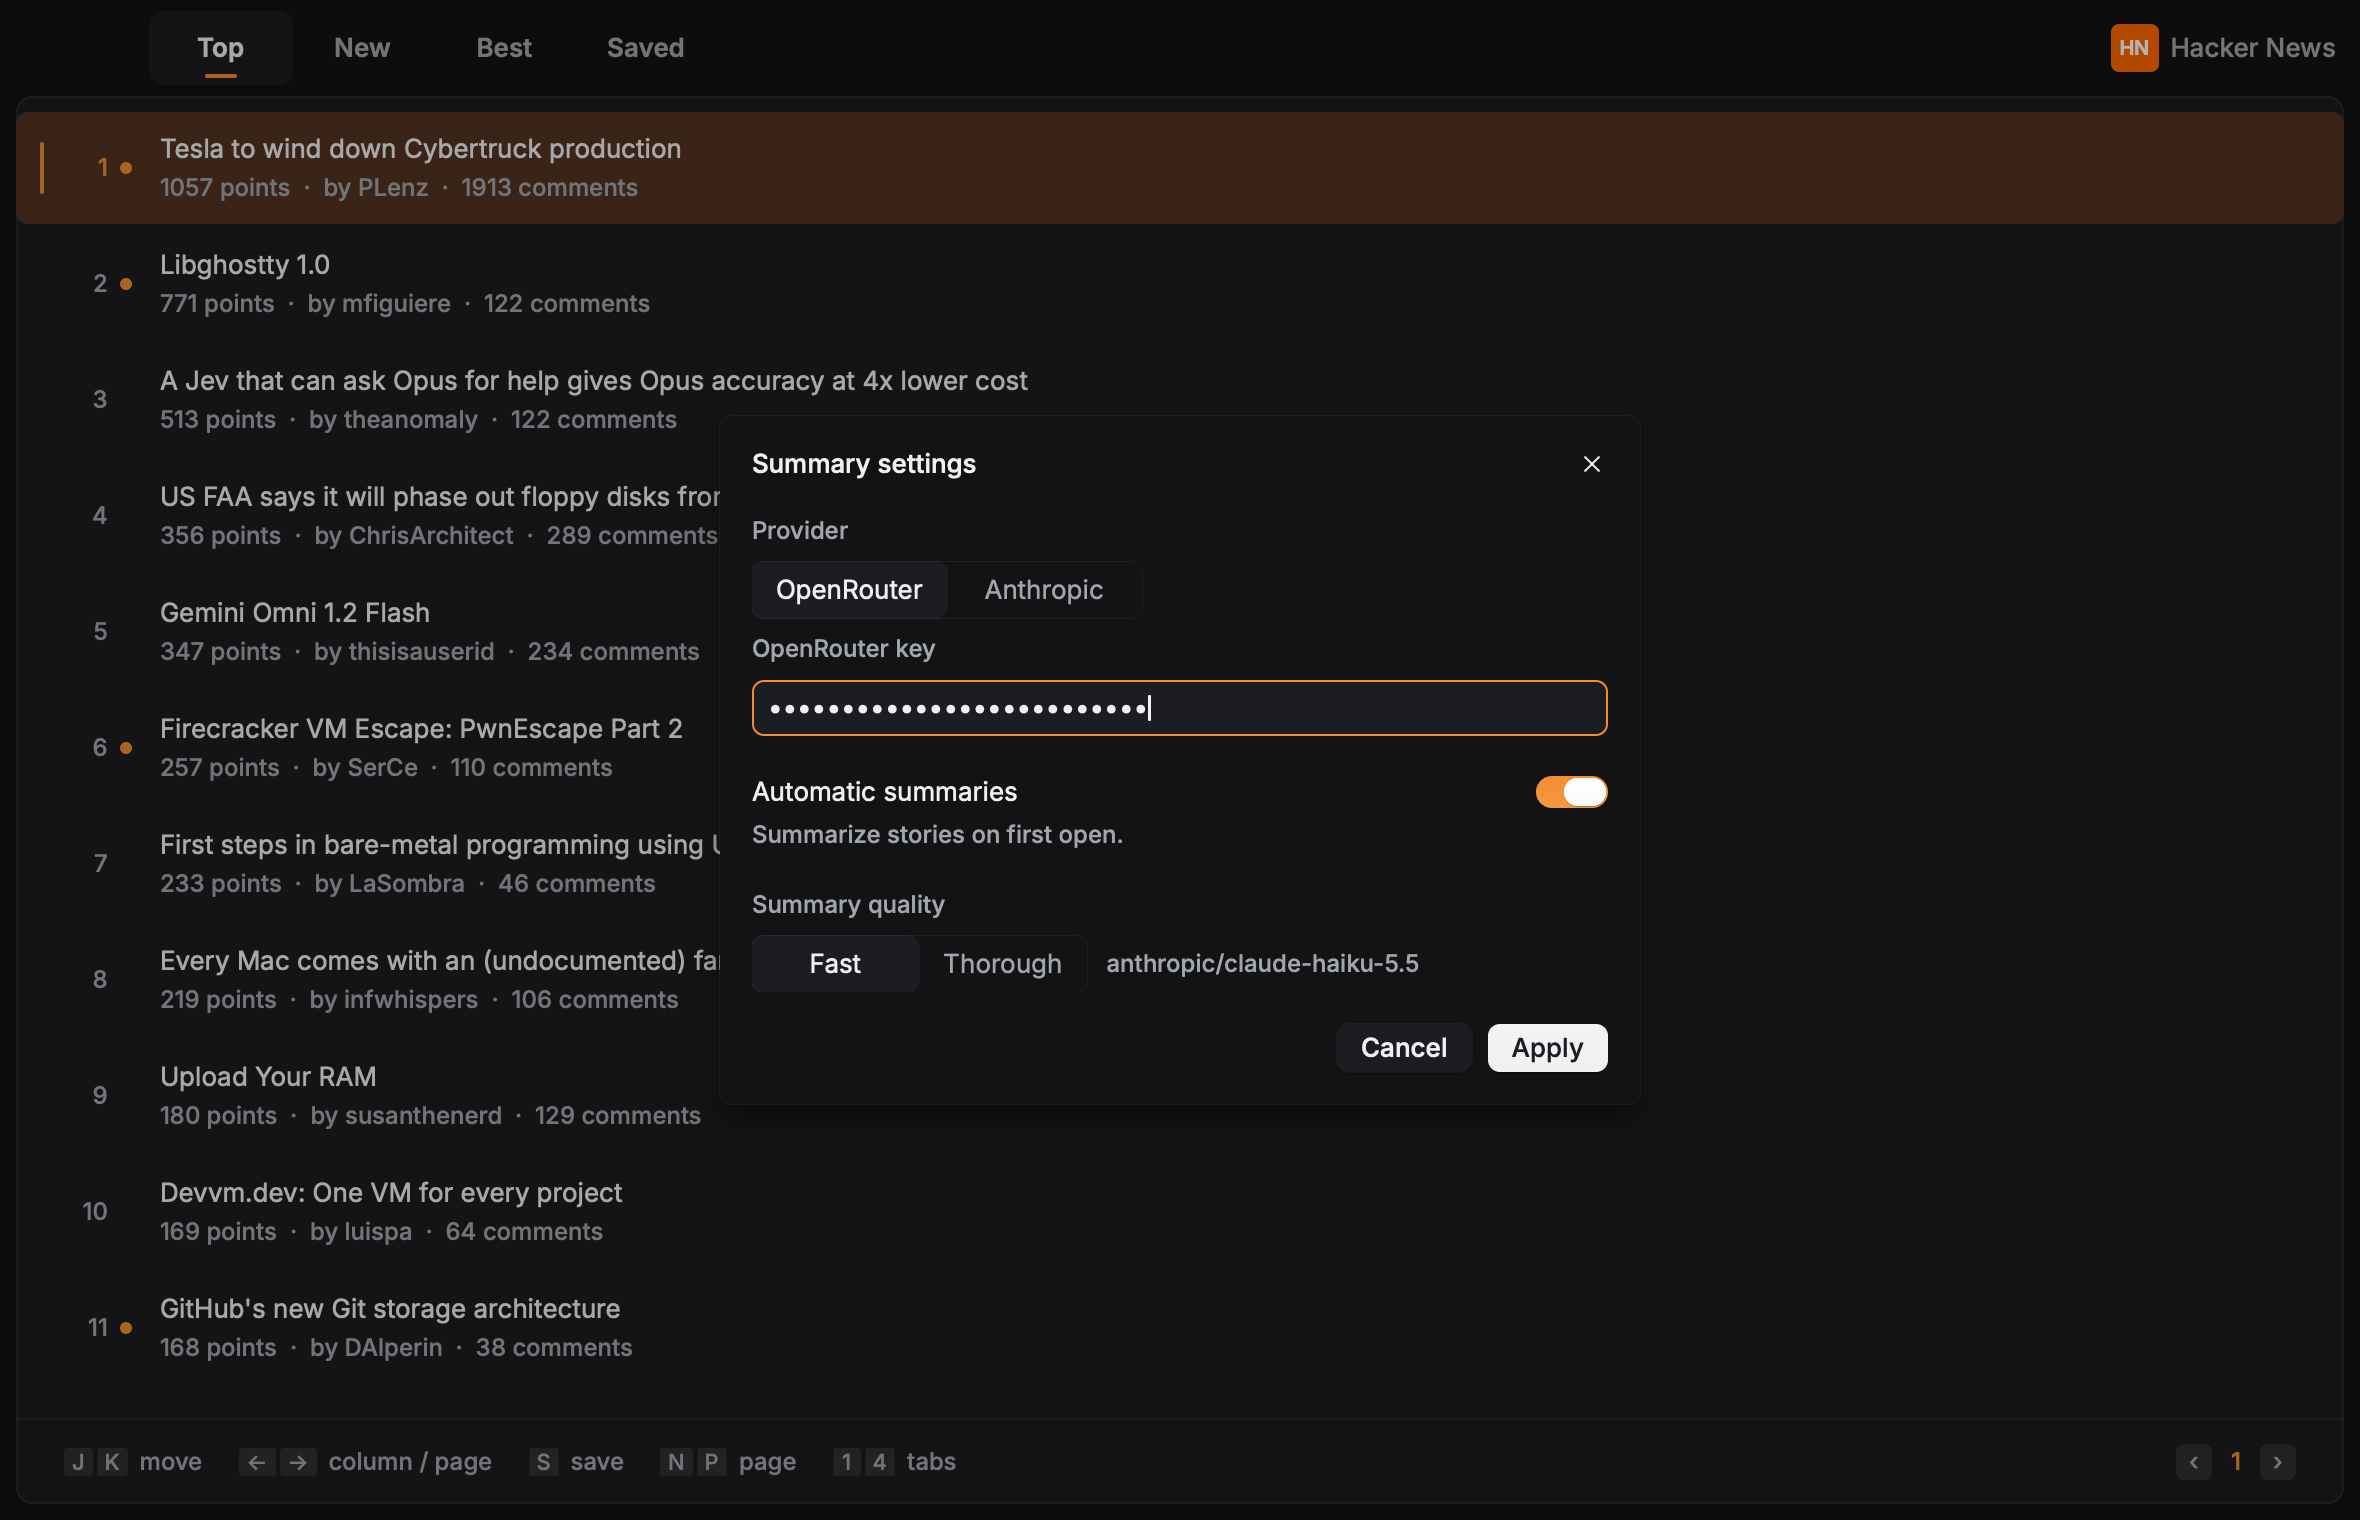 Top New Best Saved
HN Hacker News
1 Tesla to wind down Cybertruck production
1057 points · by PLenz · 1913 comments
2 Libghostty 1.0
771 points · by mfiguiere · 122 comments
3 A Jev that can ask Opus for help gives Opus accuracy at 4x lower cost
513 points · by theanomaly · 122 comments
4 US FAA says it will phase out floppy disks
356 points · by ChrisArchitect · 289 comments
5 Gemini Omni 1.2 Flash
347 points · by thisisauserid · 234 comments
6 Firecracker VM Escape: PwnEscape Part 2
257 points · by SerCe · 110 comments
7 First steps in bare-metal programming using
233 points · by LaSombra · 46 comments
8 Every Mac comes with an (undocumented)
219 points · by infwhispers · 106 comments
9 Upload Your RAM
180 points · by susanthenerd · 129 comments
10 Devvm.dev: One VM for every project
169 points · by luispa · 64 comments
11 GitHub's new Git storage architecture
168 points · by DAlperin · 38 comments
Summary settings
Provider
OpenRouter Anthropic
OpenRouter key
Automatic summaries
Summarize stories on first open.
Summary quality
Fast Thorough anthropic/claude-haiku-5.5
Cancel Apply
J K move ← → column / page S save N P page 1 4 tabs
‹ 1 ›